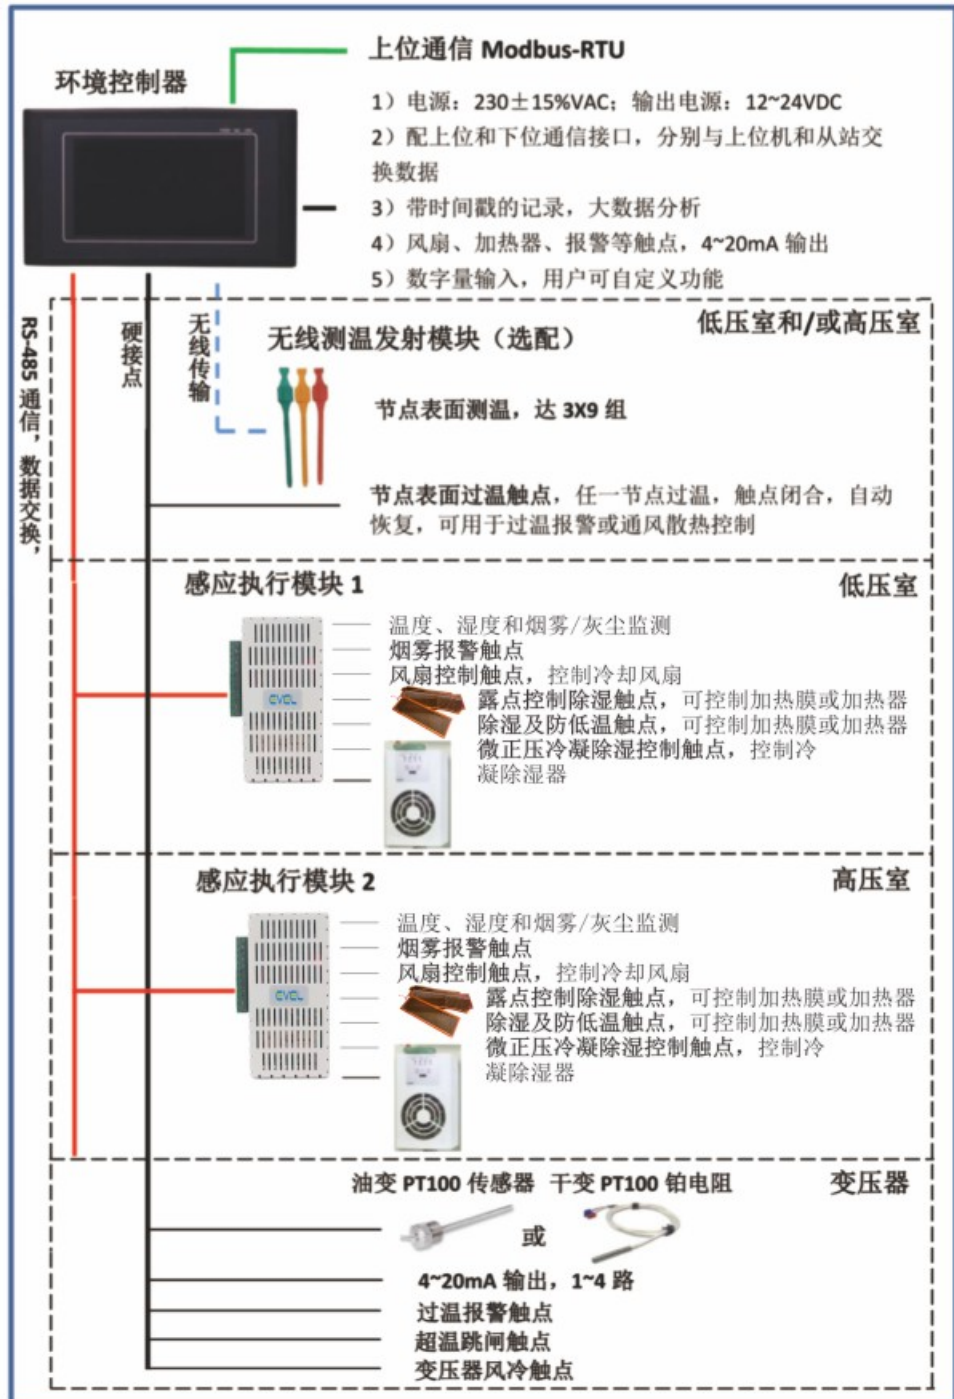 上位通信 Modbus-RTU
环境控制器
1）电源：230±15%VAC；输出电源：12~24VDC
2）配上位和下位通信接口，分别与上位机和从站交
换数据
3）带时间戳的记录，大数据分析
4）风扇、加热器、报警等触点，4~20mA 输出
5）数字量输入，用户可自定义功能
RS-485 通信，数据交换，
硬接点
无线传输
低压室和/或高压室
无线测温发射模块（选配）
节点表面测温，达 3X9 组
节点表面过温触点，任一节点过温，触点闭合，自动
恢复，可用于过温报警或通风散热控制
感应执行模块 1
低压室
温度、湿度和烟雾/灰尘监测
烟雾报警触点
风扇控制触点，控制冷却风扇
露点控制除湿触点，可控制加热膜或加热器
除湿及防低温触点，可控制加热膜或加热器
微正压冷凝除湿控制触点，控制冷
凝除湿器
CVCL
感应执行模块 2
高压室
温度、湿度和烟雾/灰尘监测
烟雾报警触点
风扇控制触点，控制冷却风扇
露点控制除湿触点，可控制加热膜或加热器
除湿及防低温触点，可控制加热膜或加热器
微正压冷凝除湿控制触点，控制冷
凝除湿器
CVCL
变压器
油变 PT100 传感器 干变 PT100 铂电阻
或
4~20mA 输出，1~4 路
过温报警触点
超温跳闸触点
变压器风冷触点